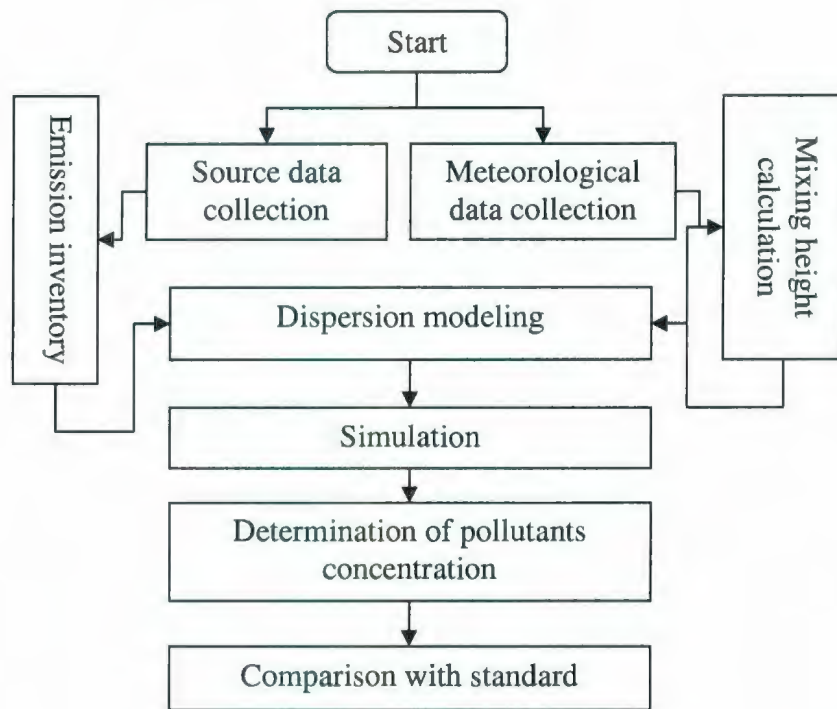 Start
Emission inventory
Source data
collection
Meteorological
data collection
Mixing height
calculation
Dispersion modeling
Simulation
Determination of pollutants
concentration
Comparison with standard